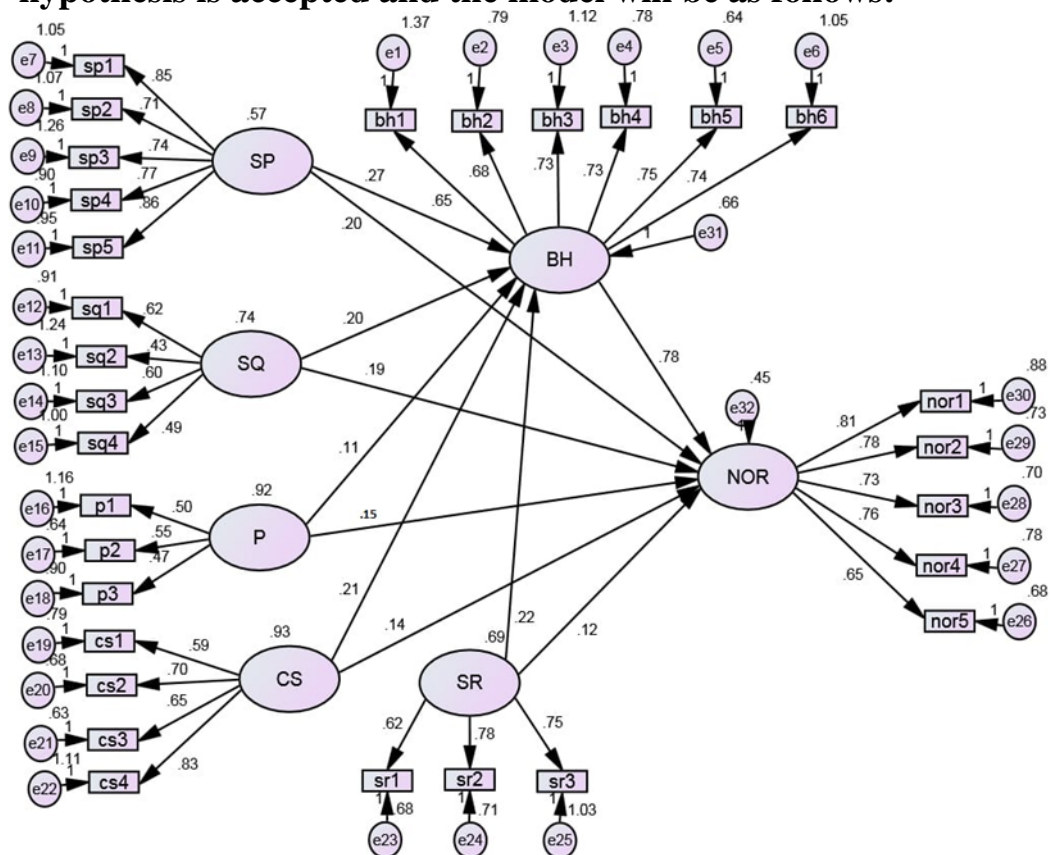 hypothesis is accepted and the model will be as follows:
1.37 .79 1.12 .78 .64 1.05
e1 e2 e3 e4 e5 e6
1 1 1 1 1 1
bh1 bh2 bh3 bh4 bh5 bh6
.65 .68 .73 .73 .75 .74
1.05
e7 1 sp1 .85
1.07
1 sp2 .71
e8
1.26
e9 1 sp3 .74
.90
e10 1 sp4 .77
.95
e11 1 sp5 .86
.57
SP
.27
.20
BH
.66
1 e31
.91
e12 1 sq1 .62
1.24
e13 1 sq2 .43
1.10
e14 1 sq3 .60
1.00
e15 1 sq4 .49
.74
SQ
.20
.19
.78
.45
e32
NOR
.81 nor1 1 e30 .88
.78 nor2 1 e29 .73
.73 nor3 1 e28 .70
.76 nor4 1 e27 .78
.65 nor5 1 e26 .68
1.16
e16 1 p1 .50
.64
e17 1 p2 .55
.90
e18 1 p3 .47
.92
P
.11
.15
.79
e19 1 cs1 .59
.68
e20 1 cs2 .70
.63
e21 1 cs3 .65
1.11
e22 1 cs4 .83
.93
CS
.21
.14
.69
SR
.22
.12
.62 .78 .75
sr1 sr2 sr3
1 .68 1 .71 1 1.03
e23 e24 e25